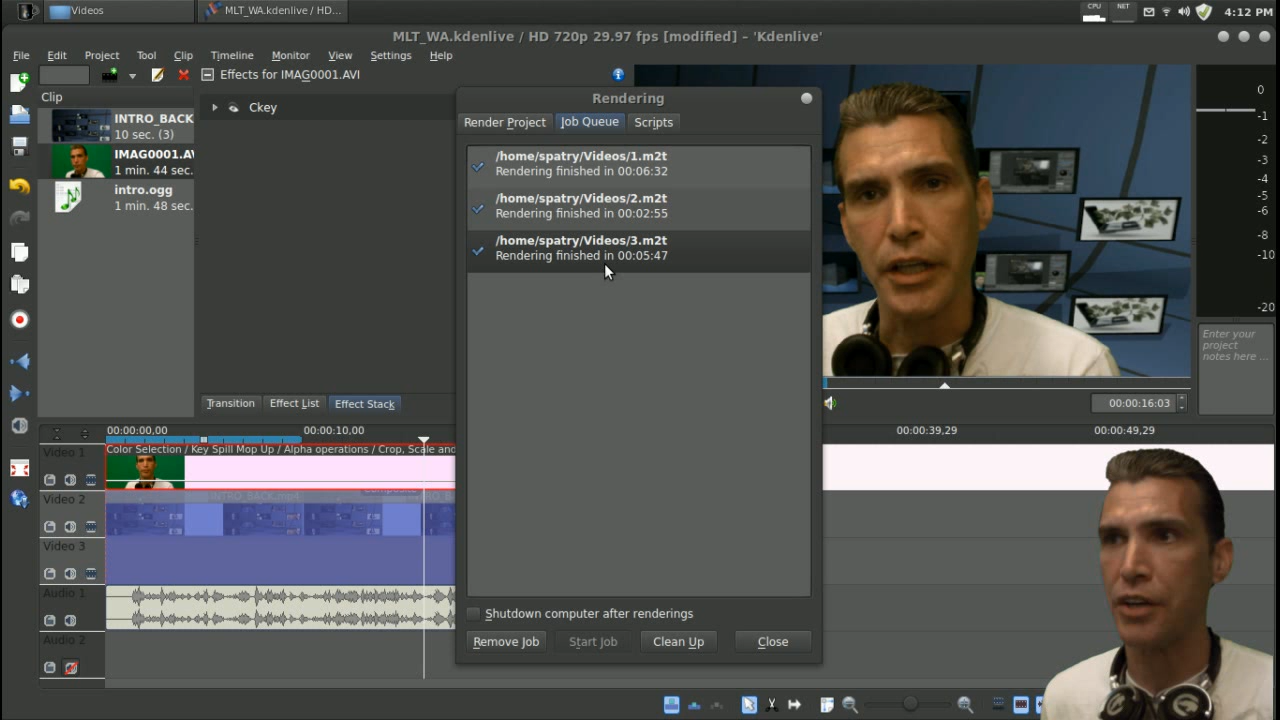 Videos
MLT_WA.kdenlive / HD...
CPU
NET
4:12 PM
MLT_WA.kdenlive / HD 720p 29.97 fps [modified] – 'Kdenlive'
File Edit Project Tool Clip Timeline Monitor View Settings Help
Effects for IMAG0001.AVI
Clip
INTRO_BACK
10 sec. (3)
IMAG0001.AV
1 min. 44 sec.
intro.ogg
1 min. 48 sec.
Ckey
Transition Effect List Effect Stack
Rendering
Render Project Job Queue Scripts
/home/spatry/Videos/1.m2t
Rendering finished in 00:06:32
/home/spatry/Videos/2.m2t
Rendering finished in 00:02:55
/home/spatry/Videos/3.m2t
Rendering finished in 00:05:47
Shutdown computer after renderings
Remove Job Start Job Clean Up Close
0
-1
-2
-3
-4
-5
-6
-8
-10
-20
Enter your
project
notes here ...
00:00:16:03
00:00:00,00 00:00:10,00 00:00:39,29 00:00:49,29
Video 1
Color Selection / Key Spill Mop Up / Alpha operations / Crop, Scale and
Video 2
INTRO_BACK.mp4
Composite
Video 3
Audio 1
Audio 2